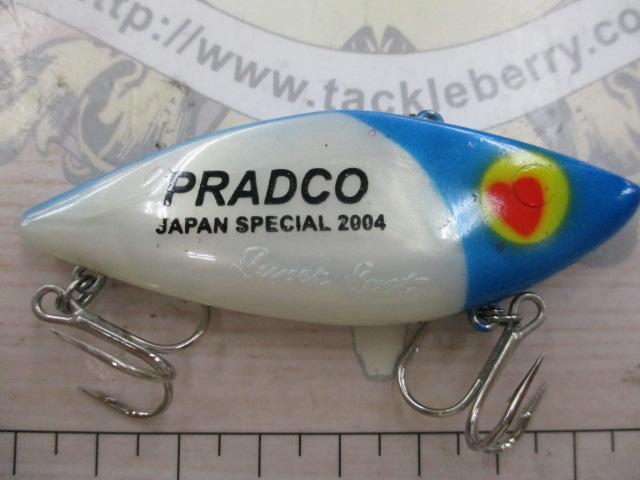 http://www.tackleberry.co
PRADCO
JAPAN SPECIAL 2004
Super Spot